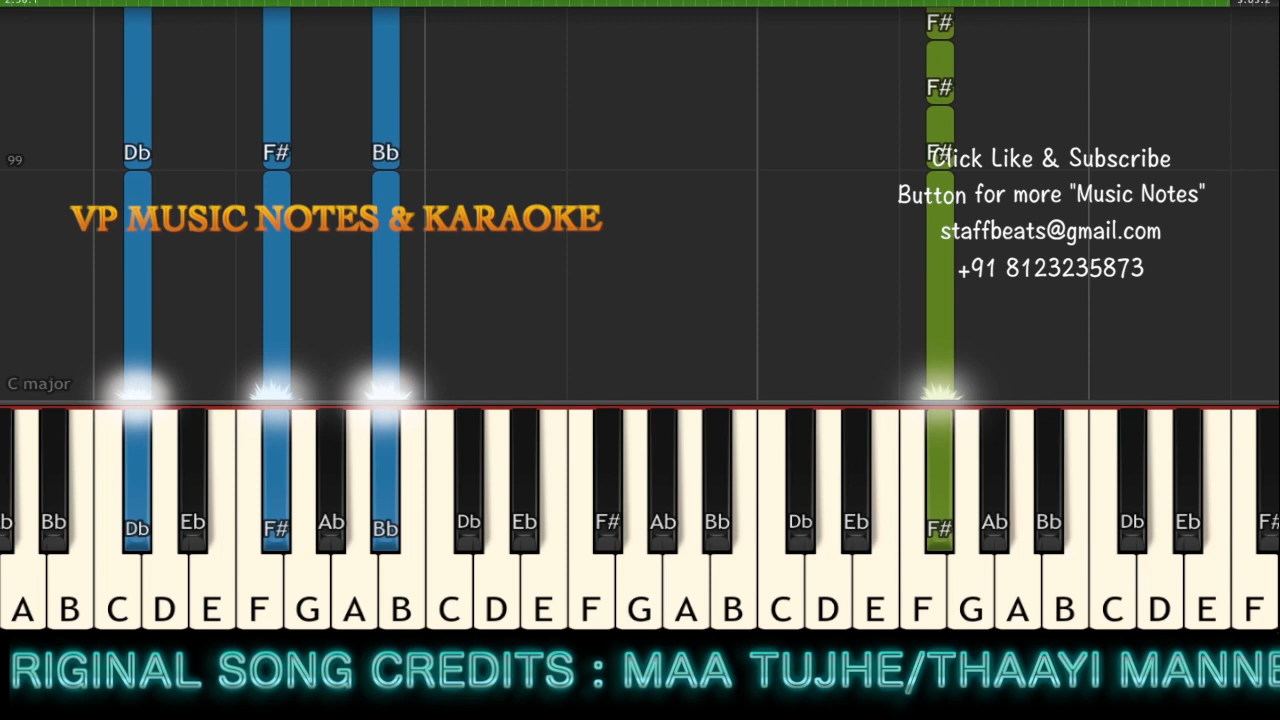 F#
F#
Db F# Bb F#
99
Click Like & Subscribe
Button for more "Music Notes"
VP MUSIC NOTES & KARAOKE
staffbeats@gmail.com
+91 8123235873
C major
b Bb Db Eb F# Ab Bb Db Eb F# Ab Bb Db Eb F# Ab Bb Db Eb F#
A B C D E F G A B C D E F G A B C D E F G A B C D E F
RIGINAL SONG CREDITS : MAA TUJHE/THAAYI MANNE